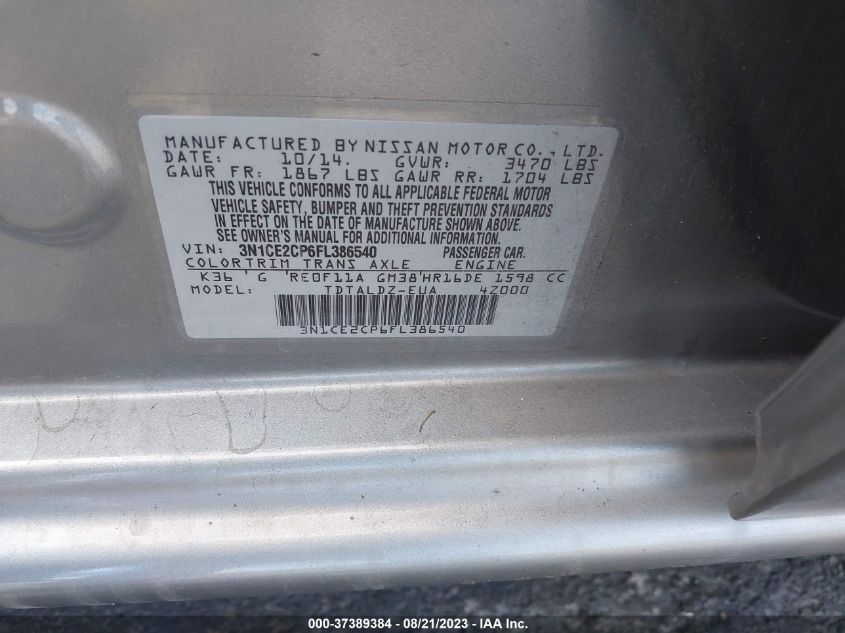 MANUFACTURED BY NISSAN MOTOR CO., LTD.
DATE: 10/14. GVWR: 3470 LBS
GAWR FR: 1867 LBS GAWR RR: 1704 LBS
THIS VEHICLE CONFORMS TO ALL APPLICABLE FEDERAL MOTOR
VEHICLE SAFETY, BUMPER AND THEFT PREVENTION STANDARDS
IN EFFECT ON THE DATE OF MANUFACTURE SHOWN ABOVE.
SEE OWNER'S MANUAL FOR ADDITIONAL INFORMATION.
VIN: 3N1CE2CP6FL386540 PASSENGER CAR.
COLOR TRIM TRANS AXLE ENGINE
K36 G 'RE0F11A GM38'HR16DE 1598 CC
MODEL: TDTALDZ-EUA 4Z000
3N1CE2CP6FL386540
000-37389384 / 08/21/2023 / IAA.COM